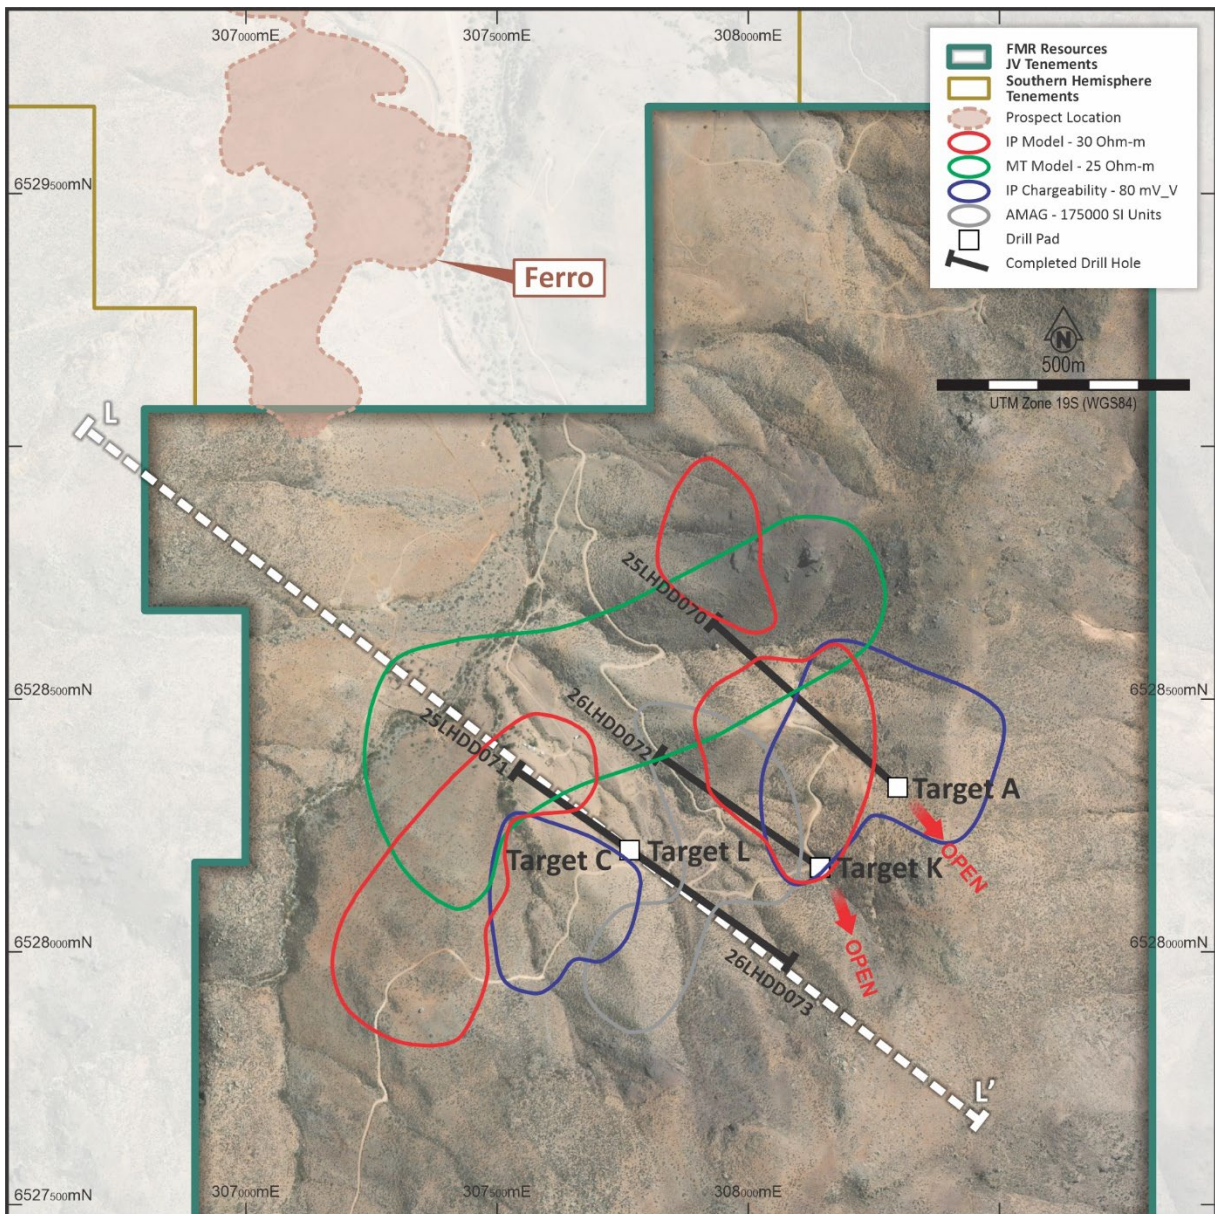 307000mE
307500mE
308000mE
FMR Resources
JV Tenements
Southern Hemisphere
Tenements
Prospect Location
IP Model - 30 Ohm-m
MT Model - 25 Ohm-m
IP Chargeability - 80 mV_V
AMAG - 175000 SI Units
Drill Pad
Completed Drill Hole
6529500mN
Ferro
N
500m
UTM Zone 19S (WGS84)
L
25LHDD070
6528500mN
6528500mN
26LHDD072
25LHDD071
Target A
OPEN
Target C
Target L
Target K
OPEN
6528000mN
6528000mN
26LHDD073
L'
6527500mN
307000mE
307500mE
308000mE